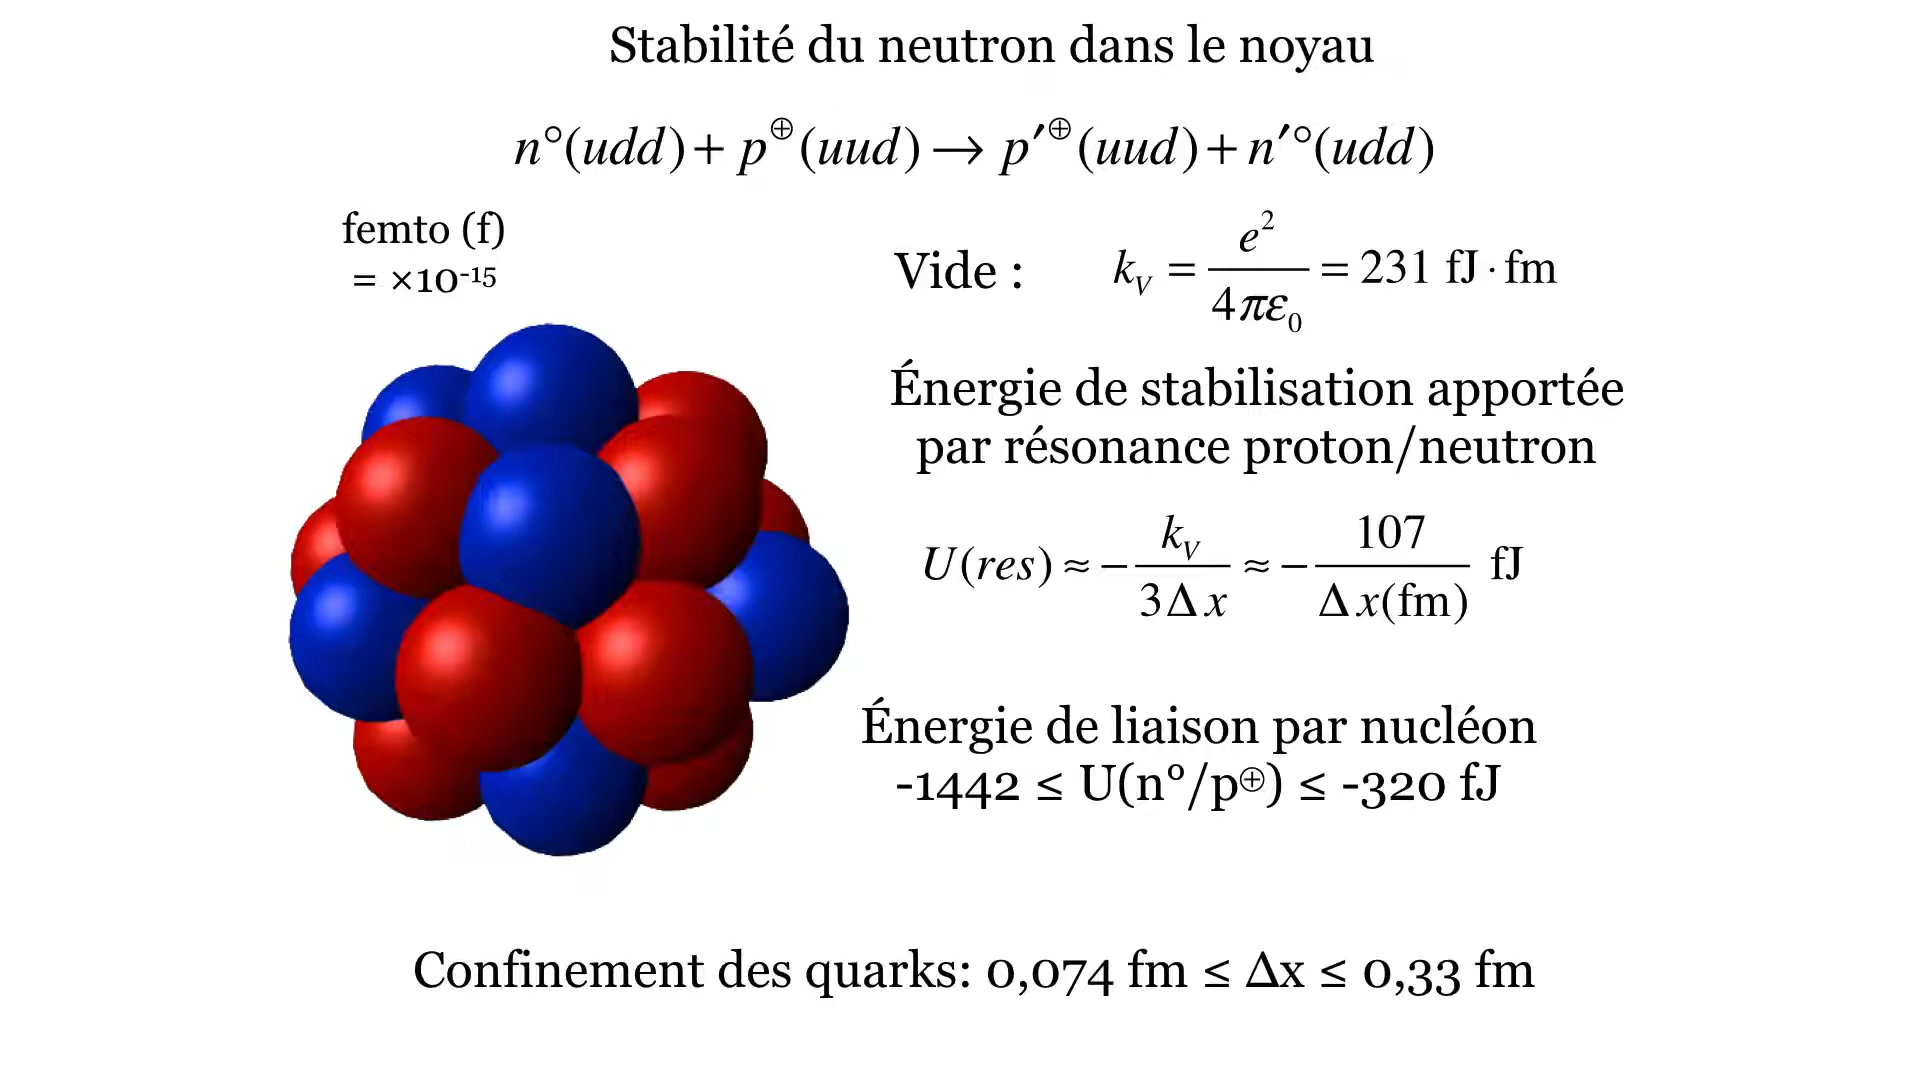 Stabilité du neutron dans le noyau
n°(udd) + p⊕(uud) → p′⊕(uud) + n′°(udd)
femto (f)
= ×10⁻¹⁵
Vide : k_V = e² / 4πε₀ = 231 fJ·fm
Énergie de stabilisation apportée
par résonance proton/neutron
U(res) ≈ − k_V / 3Δx ≈ − 107 / Δx(fm) fJ
Énergie de liaison par nucléon
-1442 ≤ U(n°/p⊕) ≤ -320 fJ
Confinement des quarks: 0,074 fm ≤ Δx ≤ 0,33 fm